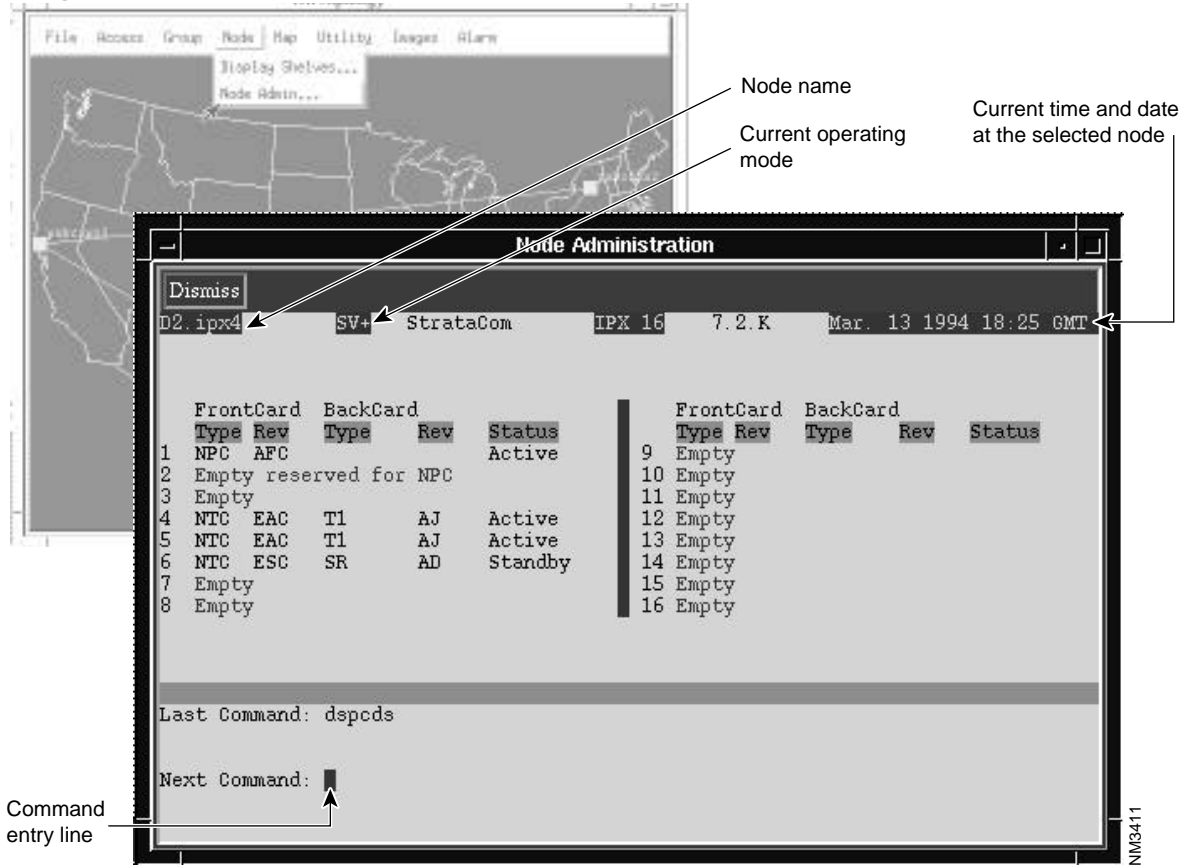 File Access Group Node Map Utility Images Alarm
Display Shelves...
Node Admin...
Node name
Current operating
mode
Current time and date
at the selected node
Node Administration
Dismiss
D2.ipx4 SV+ StrataCom IPX 16 7.2.K Mar. 13 1994 18:25 GMT
FrontCard BackCard FrontCard BackCard
Type Rev Type Rev Status Type Rev Type Rev Status
1 NPC AFC Active 9 Empty
2 Empty reserved for NPC 10 Empty
3 Empty 11 Empty
4 NTC EAC T1 AJ Active 12 Empty
5 NTC EAC T1 AJ Active 13 Empty
6 NTC ESC SR AD Standby 14 Empty
7 Empty 15 Empty
8 Empty 16 Empty
Last Command: dspcds
Next Command:
Command
entry line
NM3411